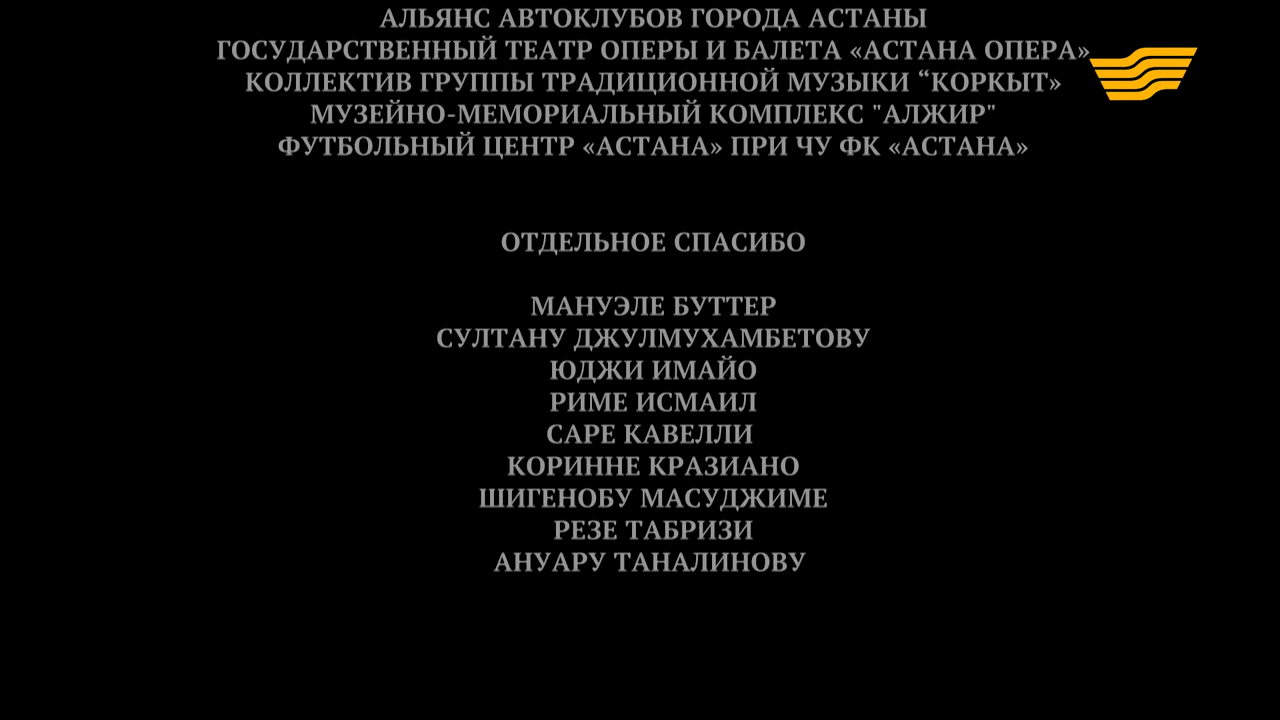 АЛЬЯНС АВТОКЛУБОВ ГОРОДА АСТАНЫ
ГОСУДАРСТВЕННЫЙ ТЕАТР ОПЕРЫ И БАЛЕТА «АСТАНА ОПЕРА»
КОЛЛЕКТИВ ГРУППЫ ТРАДИЦИОННОЙ МУЗЫКИ “КОРКЫТ»
МУЗЕЙНО-МЕМОРИАЛЬНЫЙ КОМПЛЕКС "АЛЖИР"
ФУТБОЛЬНЫЙ ЦЕНТР «АСТАНА» ПРИ ЧУ ФК «АСТАНА»
ОТДЕЛЬНОЕ СПАСИБО
МАНУЭЛЕ БУТТЕР
СУЛТАНУ ДЖУЛМУХАМБЕТОВУ
ЮДЖИ ИМАЙО
РИМЕ ИСМАИЛ
САРЕ КАВЕЛЛИ
КОРИННЕ КРАЗИАНО
ШИГЕНОБУ МАСУДЖИМЕ
РЕЗЕ ТАБРИЗИ
АНУАРУ ТАНАЛИНОВУ